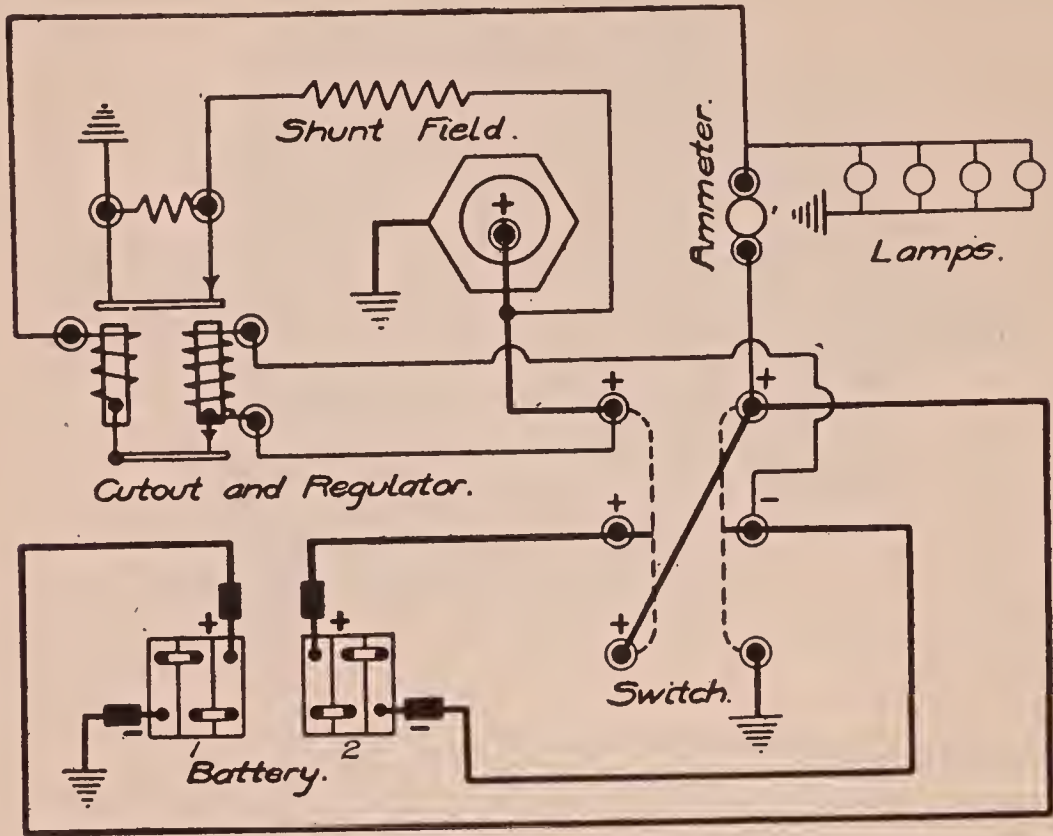 Shunt Field.
Ammeter.
+
Lamps.
+
+
Cutout and Regulator.
-
+
+
+
+
Switch.
-
-
1
2
Battery.